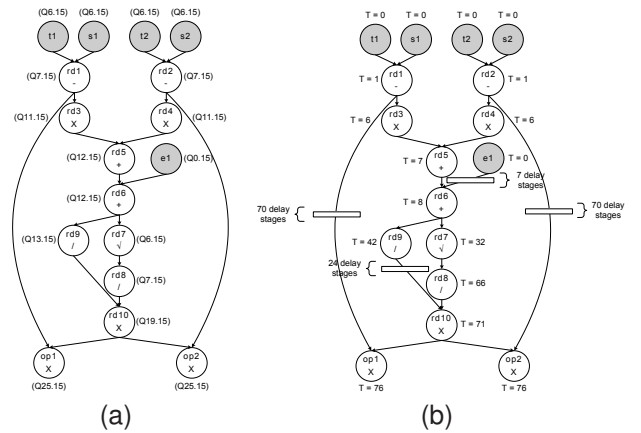 (Q6.15) (Q6.15) (Q6.15) (Q6.15)
t1 s1 t2 s2
(Q7.15) rd1 - rd2 - (Q7.15)
(Q11.15) rd3 X rd4 X (Q11.15)
(Q12.15) rd5 + e1 (Q0.15)
(Q12.15) rd6 +
(Q13.15) rd9 / rd7 √ (Q6.15)
rd8 / (Q7.15)
rd10 X (Q19.15)
op1 X op2 X
(Q25.15) (Q25.15)
(a)
T = 0 T = 0 T = 0 T = 0
t1 s1 t2 s2
T = 1 rd1 - rd2 - T = 1
T = 6 rd3 X rd4 X T = 6
T = 7 rd5 + e1 T = 0
7 delay
stages
T = 8 rd6 +
70 delay
stages
70 delay
stages
T = 42 rd9 / rd7 √ T = 32
24 delay
stages
rd8 / T = 66
rd10 X T = 71
op1 X op2 X
T = 76 T = 76
(b)